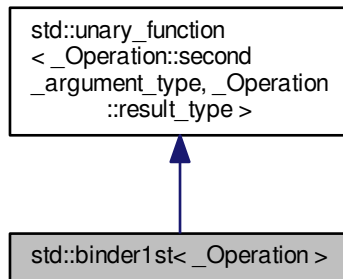 std::unary_function
< _Operation::second
_argument_type, _Operation
::result_type >
std::binder1st< _Operation >